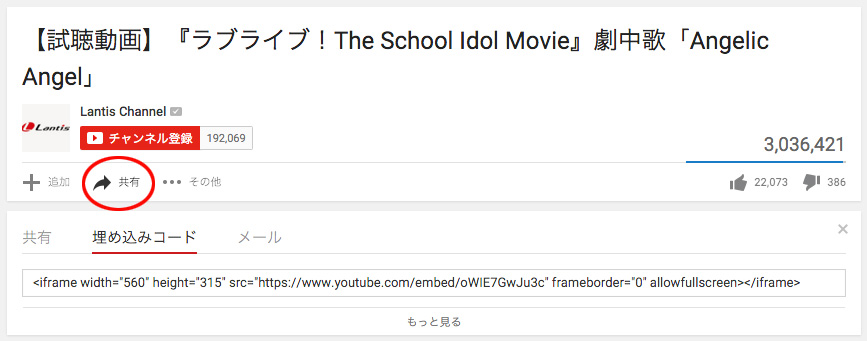 【試聴動画】『ラブライブ！The School Idol Movie』劇中歌「Angelic
Angel」
Lantis
Lantis Channel
チャンネル登録 192,069
3,036,421
追加 共有 その他 22,073 386
共有 埋め込みコード メール
<iframe width="560" height="315" src="https://www.youtube.com/embed/oWlE7GwJu3c" frameborder="0" allowfullscreen></iframe>
もっと見る